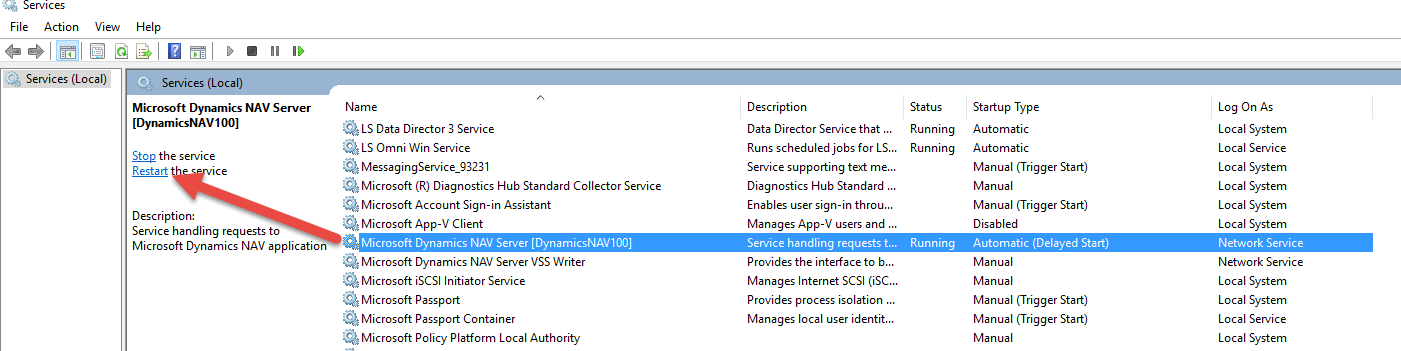 Services
File Action View Help
Services (Local)
Services (Local)
Microsoft Dynamics NAV Server
[DynamicsNAV100]
Stop the service
Restart the service
Description:
Service handling requests to
Microsoft Dynamics NAV application
Name Description Status Startup Type Log On As
LS Data Director 3 Service Data Director Service that ... Running Automatic Local System
LS Omni Win Service Runs scheduled jobs for LS... Running Automatic Local Service
MessagingService_93231 Service supporting text me... Manual (Trigger Start) Local System
Microsoft (R) Diagnostics Hub Standard Collector Service Diagnostics Hub Standard ... Manual Local System
Microsoft Account Sign-in Assistant Enables user sign-in throu... Manual (Trigger Start) Local System
Microsoft App-V Client Manages App-V users and ... Disabled Local System
Microsoft Dynamics NAV Server [DynamicsNAV100] Service handling requests t... Running Automatic (Delayed Start) Network Service
Microsoft Dynamics NAV Server VSS Writer Provides the interface to b... Manual Network Service
Microsoft iSCSI Initiator Service Manages Internet SCSI (iSC... Manual Local System
Microsoft Passport Provides process isolation ... Manual (Trigger Start) Local System
Microsoft Passport Container Manages local user identit... Manual (Trigger Start) Local Service
Microsoft Policy Platform Local Authority Manual Local System